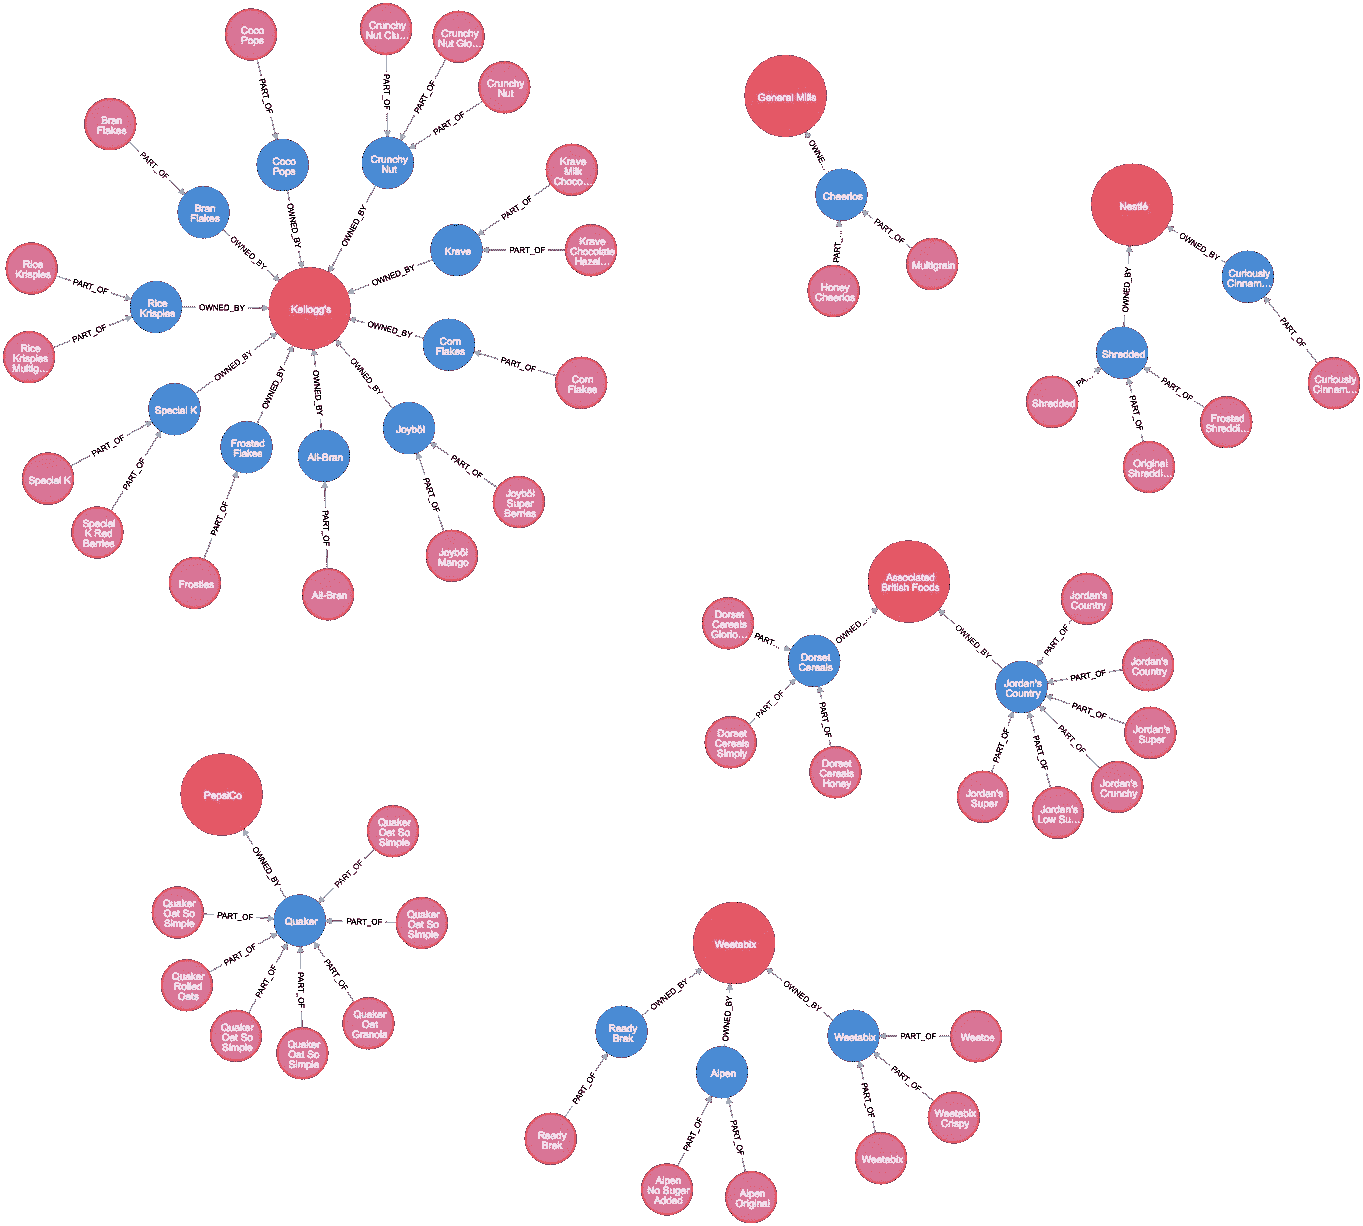 Coco
Pops
Crunchy
Nut Clu...
Crunchy
Nut Glo...
Crunchy
Nut
Bran
Flakes
PART_OF
PART_OF
PART_OF
PART_OF
PART_OF
Coco
Pops
Crunchy
Nut
Bran
Flakes
OWNED_BY
OWNED_BY
OWNED_BY
Krave
Milk
Choco...
PART_OF
Krave
PART_OF
Krave
Chocolate
Hazel...
OWNED_BY
Rice
Krispies
PART_OF
Rice
Krispies
OWNED_BY
Kellogg's
PART_OF
Rice
Krispies
Multig...
OWNED_BY
Corn
Flakes
PART_OF
Corn
Flakes
OWNED_BY
OWNED_BY
OWNED_BY
OWNED_BY
Special K
Frosted
Flakes
All-Bran
Joyböl
PART_OF
Special K
PART_OF
Special
K Red
Berries
PART_OF
Frosties
PART_OF
All-Bran
PART_OF
Joyböl
Mango
PART_OF
Joyböl
Super
Berries
General Mills
OWNE...
Cheerios
PART...
PART_OF
Honey
Cheerios
Multigrain
Nestlé
OWNED_BY
OWNED_BY
Curiously
Cinnam...
PART_OF
Curiously
Cinnam...
Shredded
PA...
Shredded
PART_OF
Original
Shreddi...
PART_OF
Frosted
Shreddi...
Associated
British Foods
OWNED_...
OWNED_BY
Dorset
Cereals
Glorio...
PART...
Dorset
Cereals
PART_OF
Dorset
Cereals
Simply
PART_OF
Dorset
Cereals
Honey
Jordan's
Country
PART_OF
Jordan's
Country
PART_OF
Jordan's
Country
PART_OF
Jordan's
Super
PART_OF
Jordan's
Crunchy
PART_OF
Jordan's
Low Su...
PART_OF
Jordan's
Super
PepsiCo
OWNED_BY
Quaker
PART_OF
Quaker
Oat So
Simple
PART_OF
Quaker
Oat So
Simple
PART_OF
Quaker
Oat So
Simple
PART_OF
Quaker
Rolled
Oats
PART_OF
Quaker
Oat So
Simple
PART_OF
Quaker
Oat So
Simple
PART_OF
Quaker
Oat
Granola
Weetabix
OWNED_BY
OWNED_BY
OWNED_BY
Ready
Brek
Alpen
Weetabix
PART_OF
Ready
Brek
PART_OF
Alpen
No Sugar
Added
PART_OF
Alpen
Original
PART_OF
Weetos
PART_OF
Weetabix
Crispy
PART_OF
Weetabix